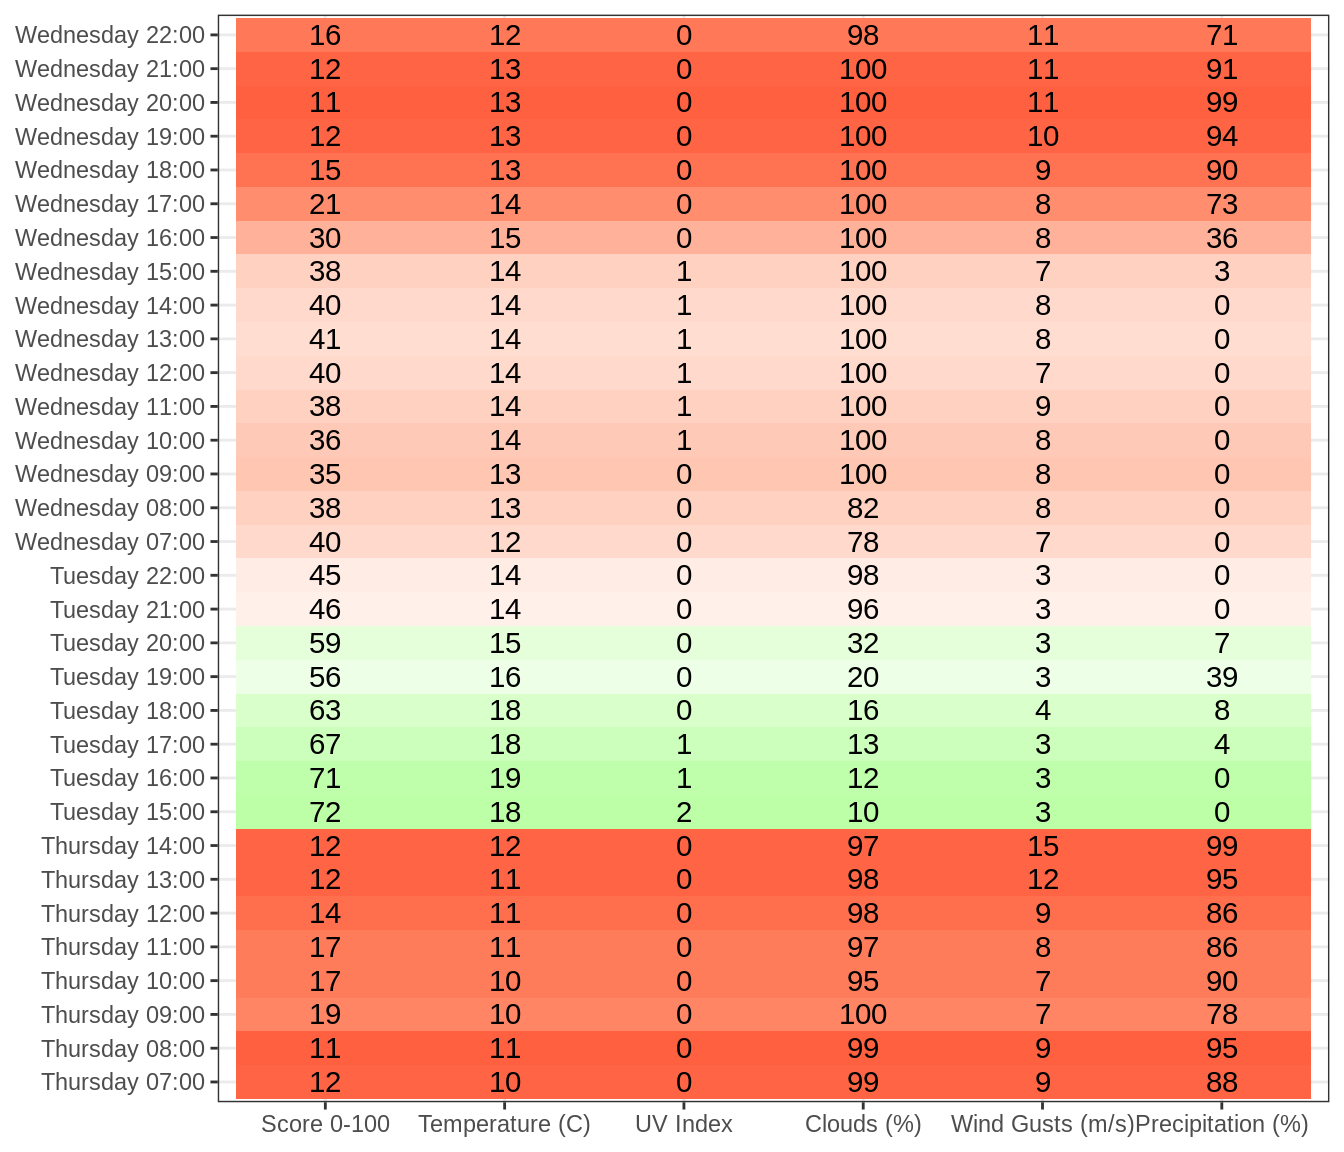 Wednesday 22:00 16 12 0 98 11 71
Wednesday 21:00 12 13 0 100 11 91
Wednesday 20:00 11 13 0 100 11 99
Wednesday 19:00 12 13 0 100 10 94
Wednesday 18:00 15 13 0 100 9 90
Wednesday 17:00 21 14 0 100 8 73
Wednesday 16:00 30 15 0 100 8 36
Wednesday 15:00 38 14 1 100 7 3
Wednesday 14:00 40 14 1 100 8 0
Wednesday 13:00 41 14 1 100 8 0
Wednesday 12:00 40 14 1 100 7 0
Wednesday 11:00 38 14 1 100 9 0
Wednesday 10:00 36 14 1 100 8 0
Wednesday 09:00 35 13 0 100 8 0
Wednesday 08:00 38 13 0 82 8 0
Wednesday 07:00 40 12 0 78 7 0
Tuesday 22:00 45 14 0 98 3 0
Tuesday 21:00 46 14 0 96 3 0
Tuesday 20:00 59 15 0 32 3 7
Tuesday 19:00 56 16 0 20 3 39
Tuesday 18:00 63 18 0 16 4 8
Tuesday 17:00 67 18 1 13 3 4
Tuesday 16:00 71 19 1 12 3 0
Tuesday 15:00 72 18 2 10 3 0
Thursday 14:00 12 12 0 97 15 99
Thursday 13:00 12 11 0 98 12 95
Thursday 12:00 14 11 0 98 9 86
Thursday 11:00 17 11 0 97 8 86
Thursday 10:00 17 10 0 95 7 90
Thursday 09:00 19 10 0 100 7 78
Thursday 08:00 11 11 0 99 9 95
Thursday 07:00 12 10 0 99 9 88
Score 0-100 Temperature (C) UV Index Clouds (%) Wind Gusts (m/s) Precipitation (%)